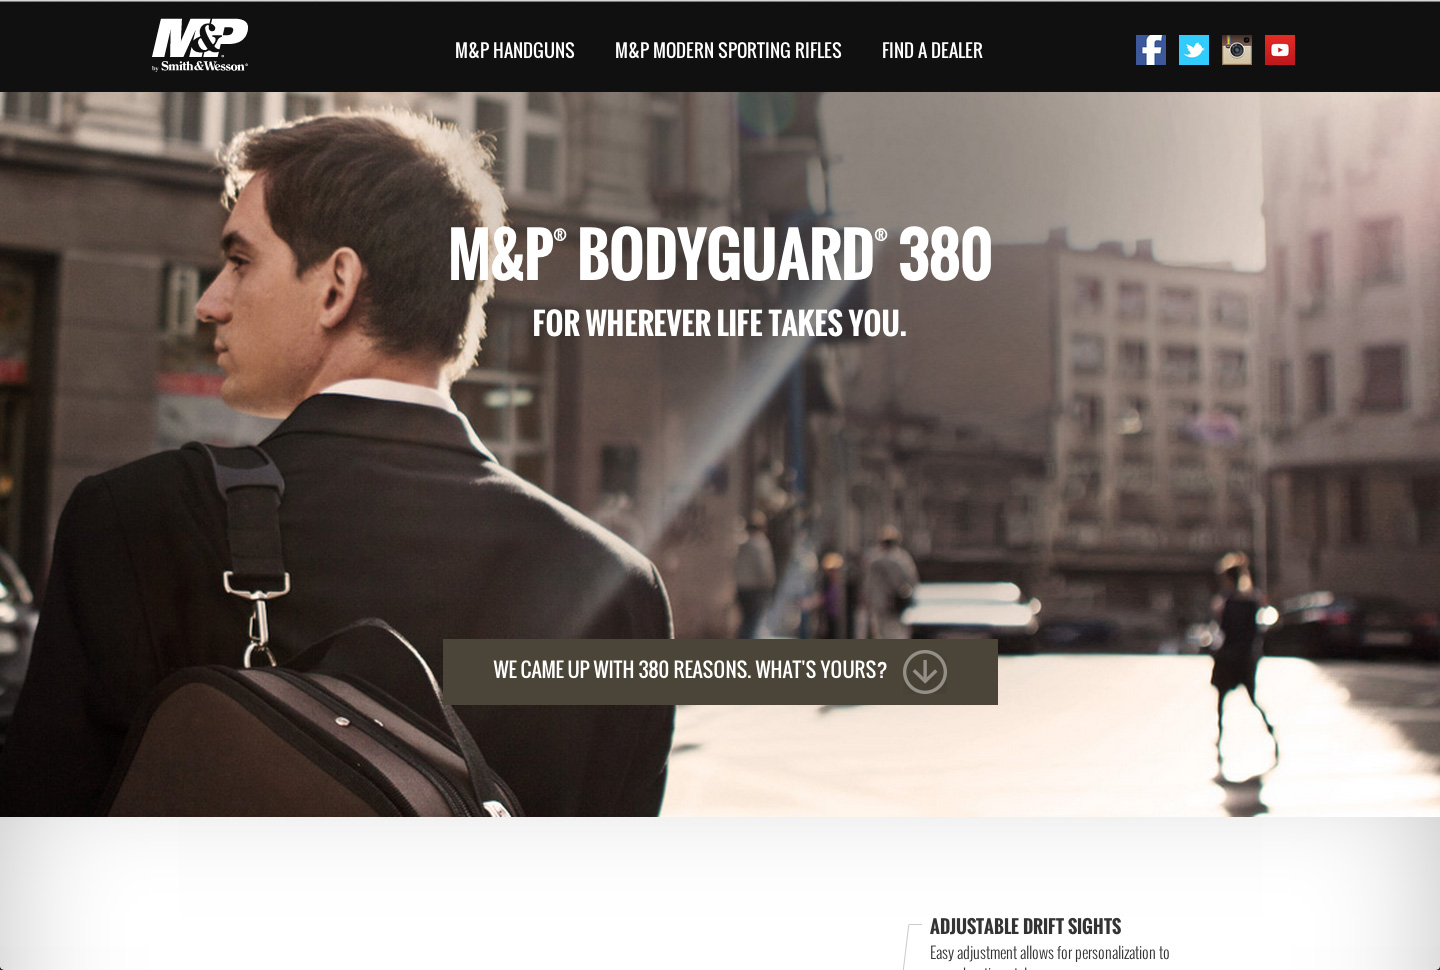 M&P
by Smith & Wesson®
M&P HANDGUNS
M&P MODERN SPORTING RIFLES
FIND A DEALER
M&P® BODYGUARD® 380
FOR WHEREVER LIFE TAKES YOU.
WE CAME UP WITH 380 REASONS. WHAT'S YOURS?
ADJUSTABLE DRIFT SIGHTS
Easy adjustment allows for personalization to